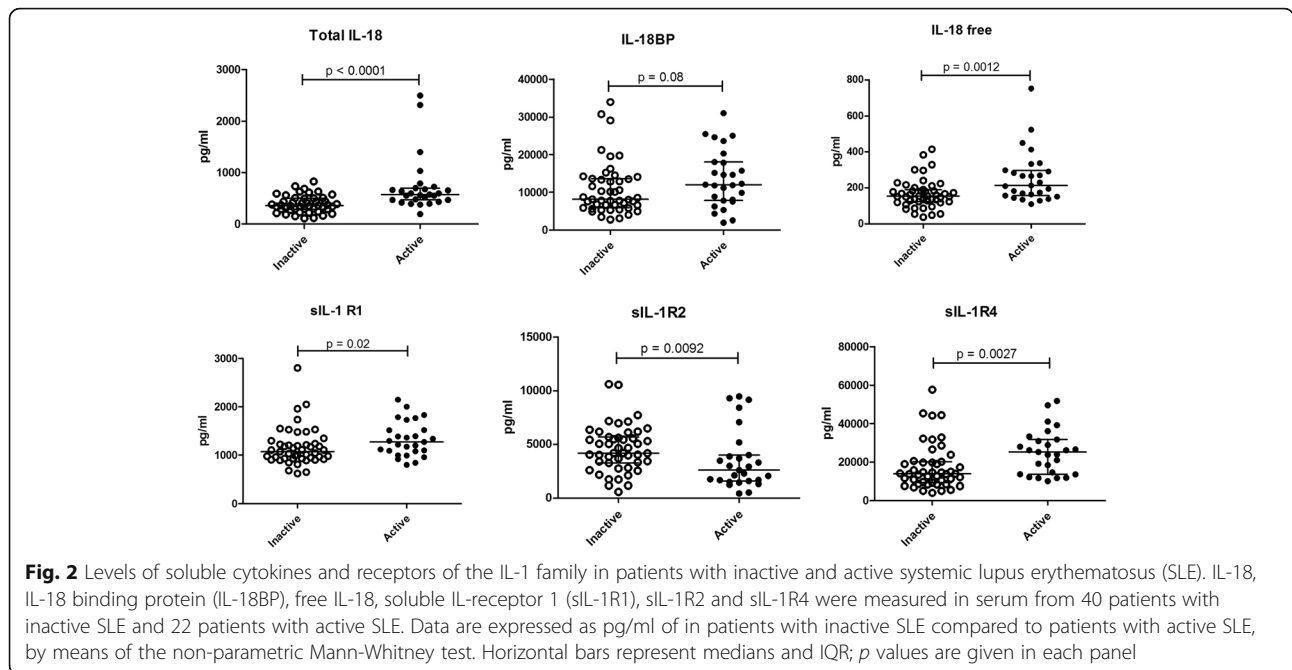 Total IL-18
p < 0.0001
3000
2000
1000
0
pg/ml
Inactive
Active
IL-18BP
p = 0.08
40000
30000
20000
10000
0
pg/ml
Inactive
Active
IL-18 free
p = 0.0012
800
600
400
200
0
pg/ml
Inactive
Active
sIL-1 R1
p = 0.02
3000
2000
1000
0
pg/ml
Inactive
Active
sIL-1R2
p = 0.0092
15000
10000
5000
0
pg/ml
Inactive
Active
sIL-1R4
p = 0.0027
80000
60000
40000
20000
0
pg/ml
Inactive
Active
Fig. 2 Levels of soluble cytokines and receptors of the IL-1 family in patients with inactive and active systemic lupus erythematosus (SLE). IL-18,
IL-18 binding protein (IL-18BP), free IL-18, soluble IL-receptor 1 (sIL-1R1), sIL-1R2 and sIL-1R4 were measured in serum from 40 patients with
inactive SLE and 22 patients with active SLE. Data are expressed as pg/ml of in patients with inactive SLE compared to patients with active SLE,
by means of the non-parametric Mann-Whitney test. Horizontal bars represent medians and IQR; p values are given in each panel